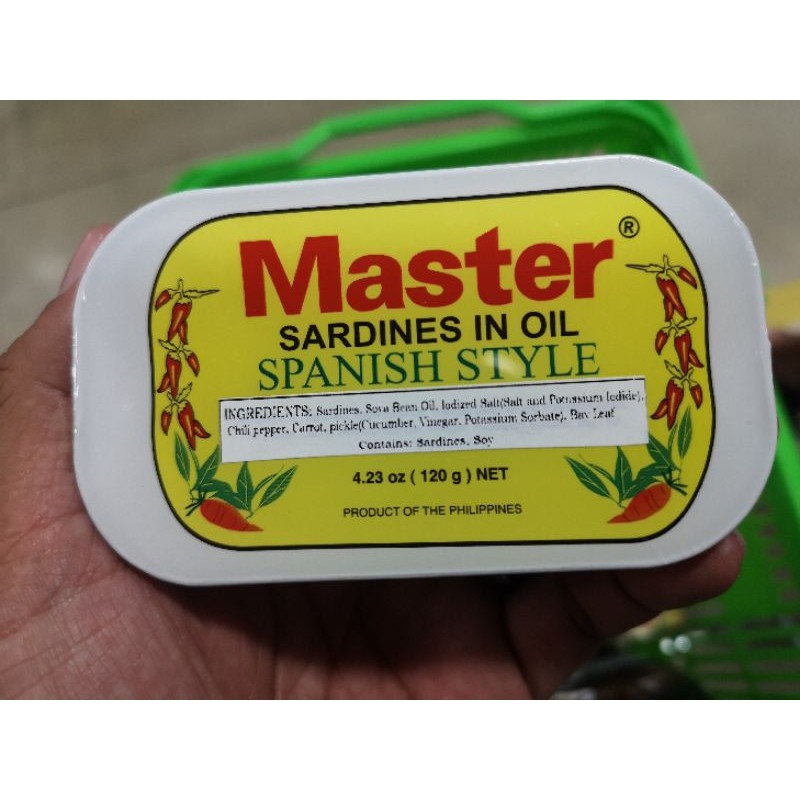 Master®
SARDINES IN OIL
SPANISH STYLE
INGREDIENTS: Sardines, Soya Bean Oil, Iodized Salt(Salt and Potassium Iodide),
Chili pepper, Carrot, pickle(Cucumber, Vinegar, Potassium Sorbate), Bay Leaf
Contains: Sardines, Soy
4.23 oz ( 120 g ) NET
PRODUCT OF THE PHILIPPINES